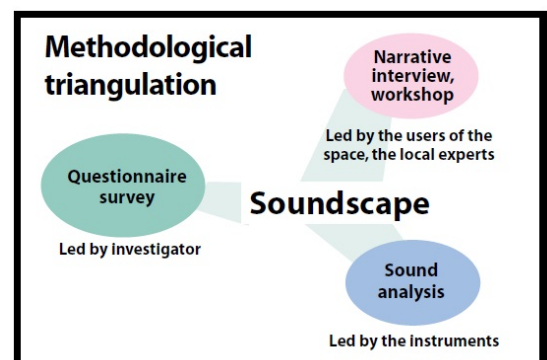 Methodological
triangulation
Narrative
interview,
workshop
Led by the users of the
space, the local experts
Questionnaire
survey
Led by investigator
Soundscape
Sound
analysis
Led by the instruments